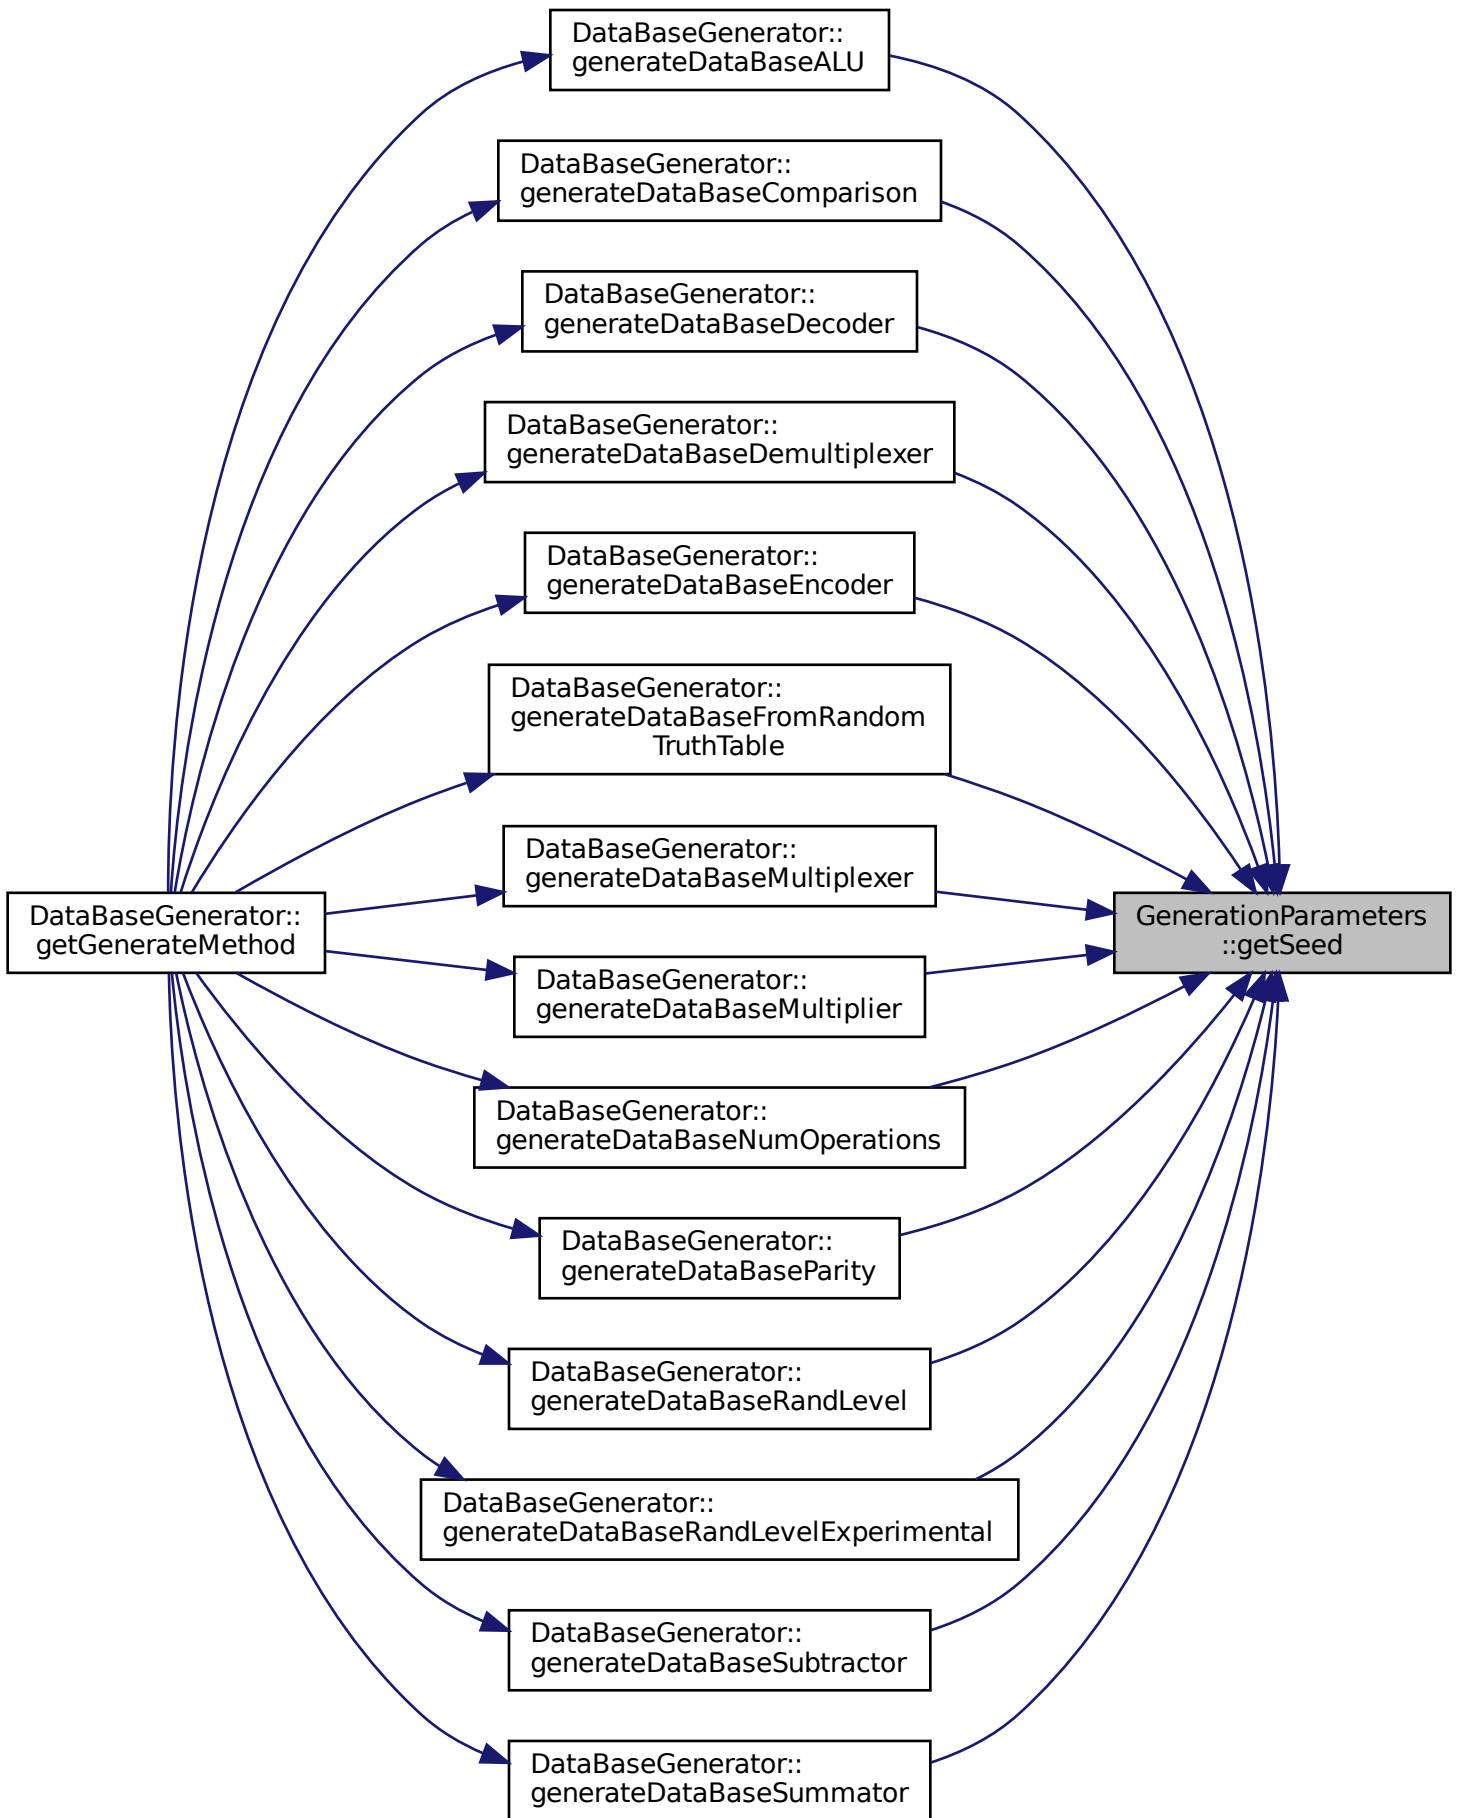 DataBaseGenerator::
generateDataBaseALU
DataBaseGenerator::
generateDataBaseComparison
DataBaseGenerator::
generateDataBaseDecoder
DataBaseGenerator::
generateDataBaseDemultiplexer
DataBaseGenerator::
generateDataBaseEncoder
DataBaseGenerator::
generateDataBaseFromRandom
TruthTable
DataBaseGenerator::
generateDataBaseMultiplexer
DataBaseGenerator::
getGenerateMethod
GenerationParameters
::getSeed
DataBaseGenerator::
generateDataBaseMultiplier
DataBaseGenerator::
generateDataBaseNumOperations
DataBaseGenerator::
generateDataBaseParity
DataBaseGenerator::
generateDataBaseRandLevel
DataBaseGenerator::
generateDataBaseRandLevelExperimental
DataBaseGenerator::
generateDataBaseSubtractor
DataBaseGenerator::
generateDataBaseSummator